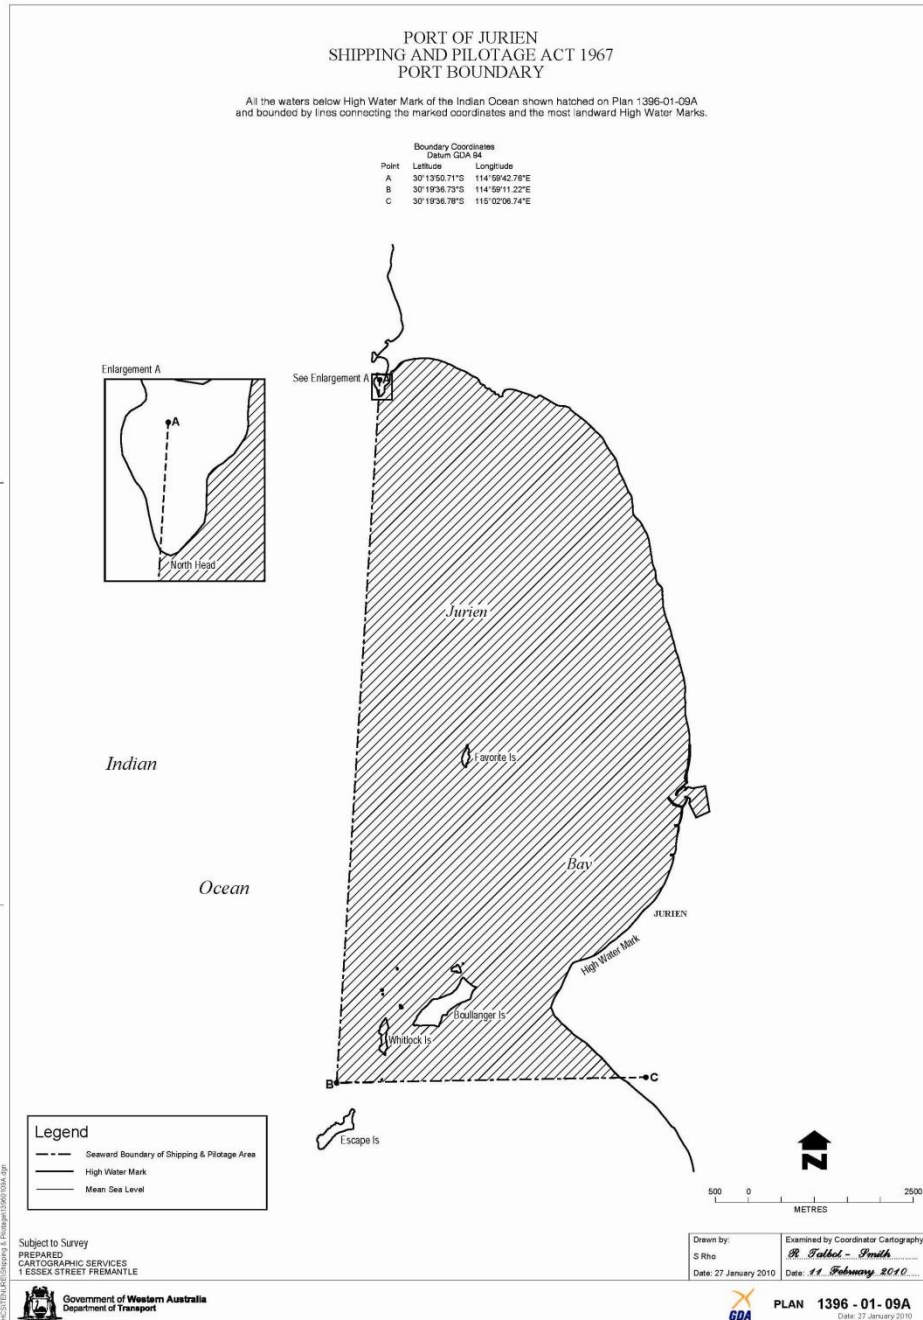 PORT OF JURIEN
SHIPPING AND PILOTAGE ACT 1967
PORT BOUNDARY
All the waters below High Water Mark of the Indian Ocean shown hatched on Plan 1396-01-09A
and bounded by lines connecting the marked coordinates and the most landward High Water Marks.
Boundary Coordinates
Datum GDA 94
Point Latitude Longitude
A 30°13'50.71"S 114°59'42.76"E
B 30°19'36.73"S 114°59'11.22"E
C 30°19'36.78"S 115°02'06.74"E
Enlargement A
See Enlargement A
A
A
North Head
Jurien
Indian
Favorite Is
Bay
Ocean
JURIEN
High Water Mark
Boullanger Is
Whitlock Is
B
C
Escape Is
Legend
Seaward Boundary of Shipping & Pilotage Area
High Water Mark
Mean Sea Level
N
500 0 2500
METRES
Subject to Survey
PREPARED
CARTOGRAPHIC SERVICES
1 ESSEX STREET FREMANTLE
Drawn by:
S Rho
Date: 27 January 2010
Examined by Coordinator Cartography
R Talbot - Smith
Date: 11 February 2010
Government of Western Australia
Department of Transport
GDA
PLAN 1396 - 01- 09A
Date: 27 January 2010